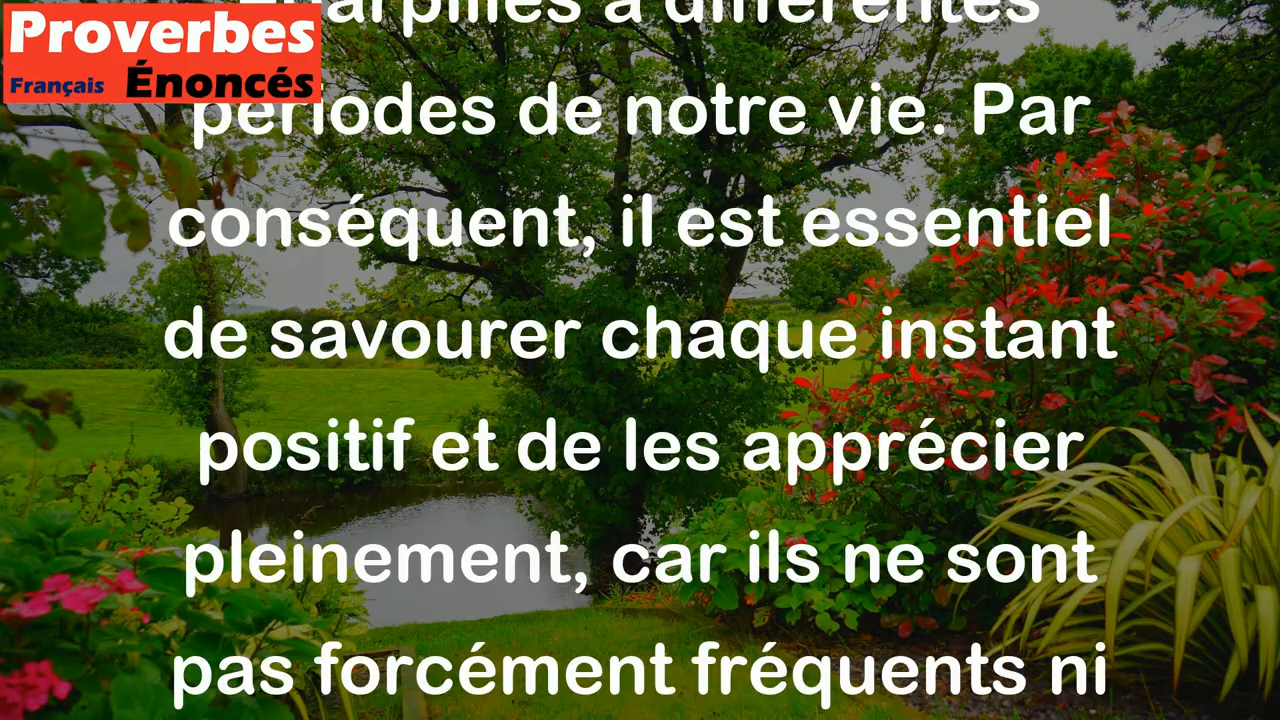 Proverbes
Français Énoncés
à différentes
périodes de notre vie. Par
conséquent, il est essentiel
de savourer chaque instant
positif et de les apprécier
pleinement, car ils ne sont
pas forcément fréquents ni